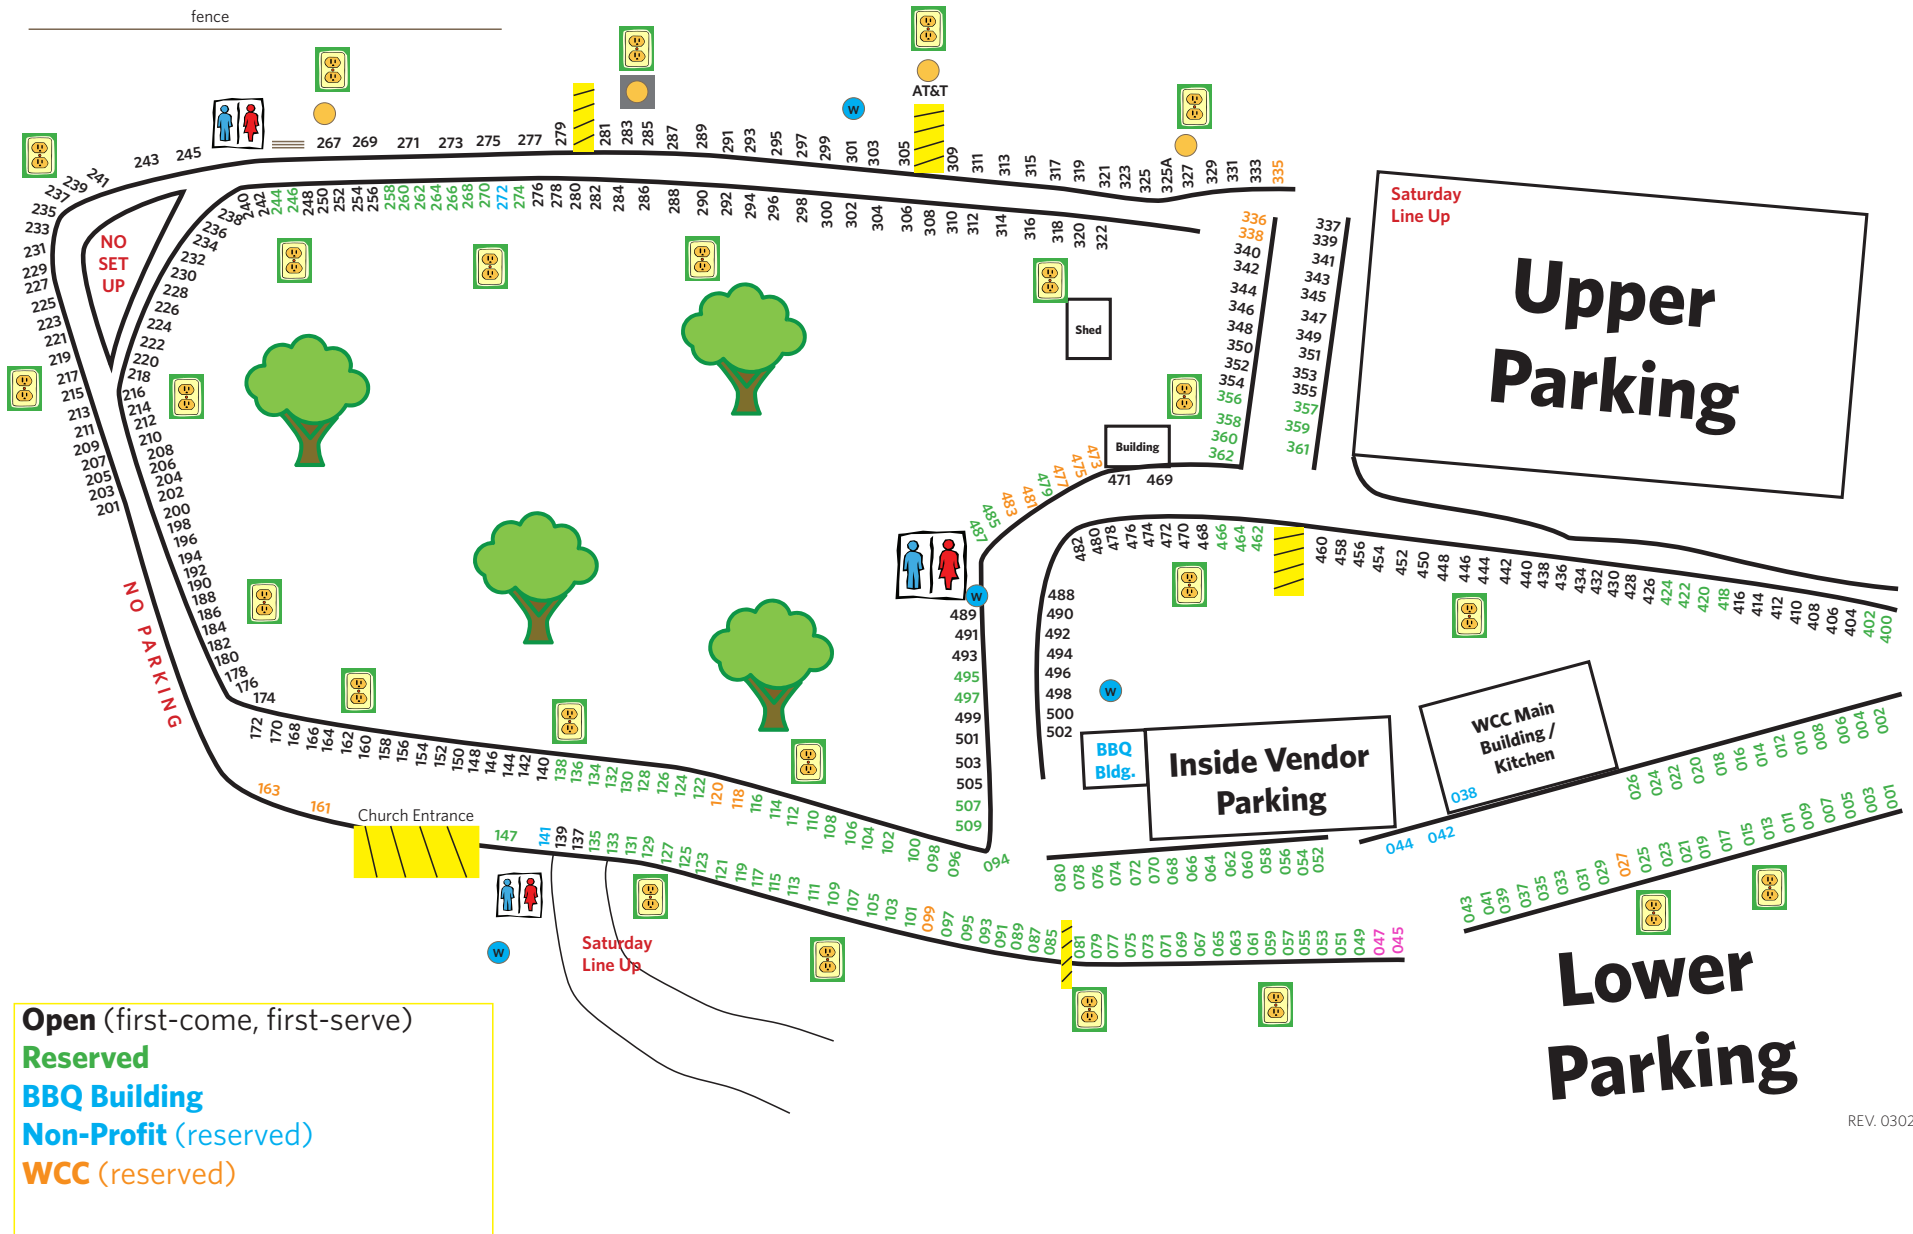 fence
AT&T
267 269 271 273 275 277 279 281 283 285 287 289 291 293 295 297 299 301 303 305 309 311 313 315 317 319 321 323 325 325A 327 329 331 333 335
W
245
243
241
239
237
235
233
231
229
227
225
223
221
219
217
215
213
211
209
207
205
203
201
NO
SET
UP
240 242 244 246 248 250 252 254 256 258 260 262 264 266 268 270 272 274 276 278 280 282 284 286 288 290 292 294 296 298 300 302 304 306 308 310 312 314 316 318 320 322
238
236
234
232
230
228
226
224
222
220
218
216
214
212
210
208
206
204
202
200
198
196
194
192
190
188
186
184
182
180
178
176
174
NO PARKING
Shed
336
338
340
342
344
346
348
350
352
354
356
358
360
362
337
339
341
343
345
347
349
351
353
355
357
359
361
Saturday
Line Up
Upper
Parking
Building
471 469
473
475
477
479
481
483
485
487
W
489
491
493
495
497
499
501
503
505
507
509
482 480 478 476 474 472 470 468 466 464 462 460 458 456 454 452 450 448 446 444 442 440 438 436 434 432 430 428 426 424 422 420 418 416 414 412 410 408 406 404 402 400
488
490
492
494
496
498
500
502
W
BBQ
Bldg.
Inside Vendor
Parking
WCC Main
Building /
Kitchen
038
044 042
026 024 022 020 018 016 014 012 010 008 006 004 002
172 170 168 166 164 162 160 158 156 154 152 150 148 146 144 142 140 138 136 134 132 130 128 126 124 122 120 118 116 114 112 110 108 106 104 102 100 098 096 094
080 078 076 074 072 070 068 066 064 062 060 058 056 054 052
163 161
Church Entrance
147 141 139 137 135 133 131 129 127 125 123 121 119 117 115 113 111 109 107 105 103 101 099 097 095 093 091 089 087 085 081 079 077 075 073 071 069 067 065 063 061 059 057 055 053 051 049 047 045
043 041 039 037 035 033 031 029 027 025 023 021 019 017 015 013 011 009 007 005 003 001
W
Saturday
Line Up
Lower
Parking
Open (first-come, first-serve)
Reserved
BBQ Building
Non-Profit (reserved)
WCC (reserved)
REV. 0302